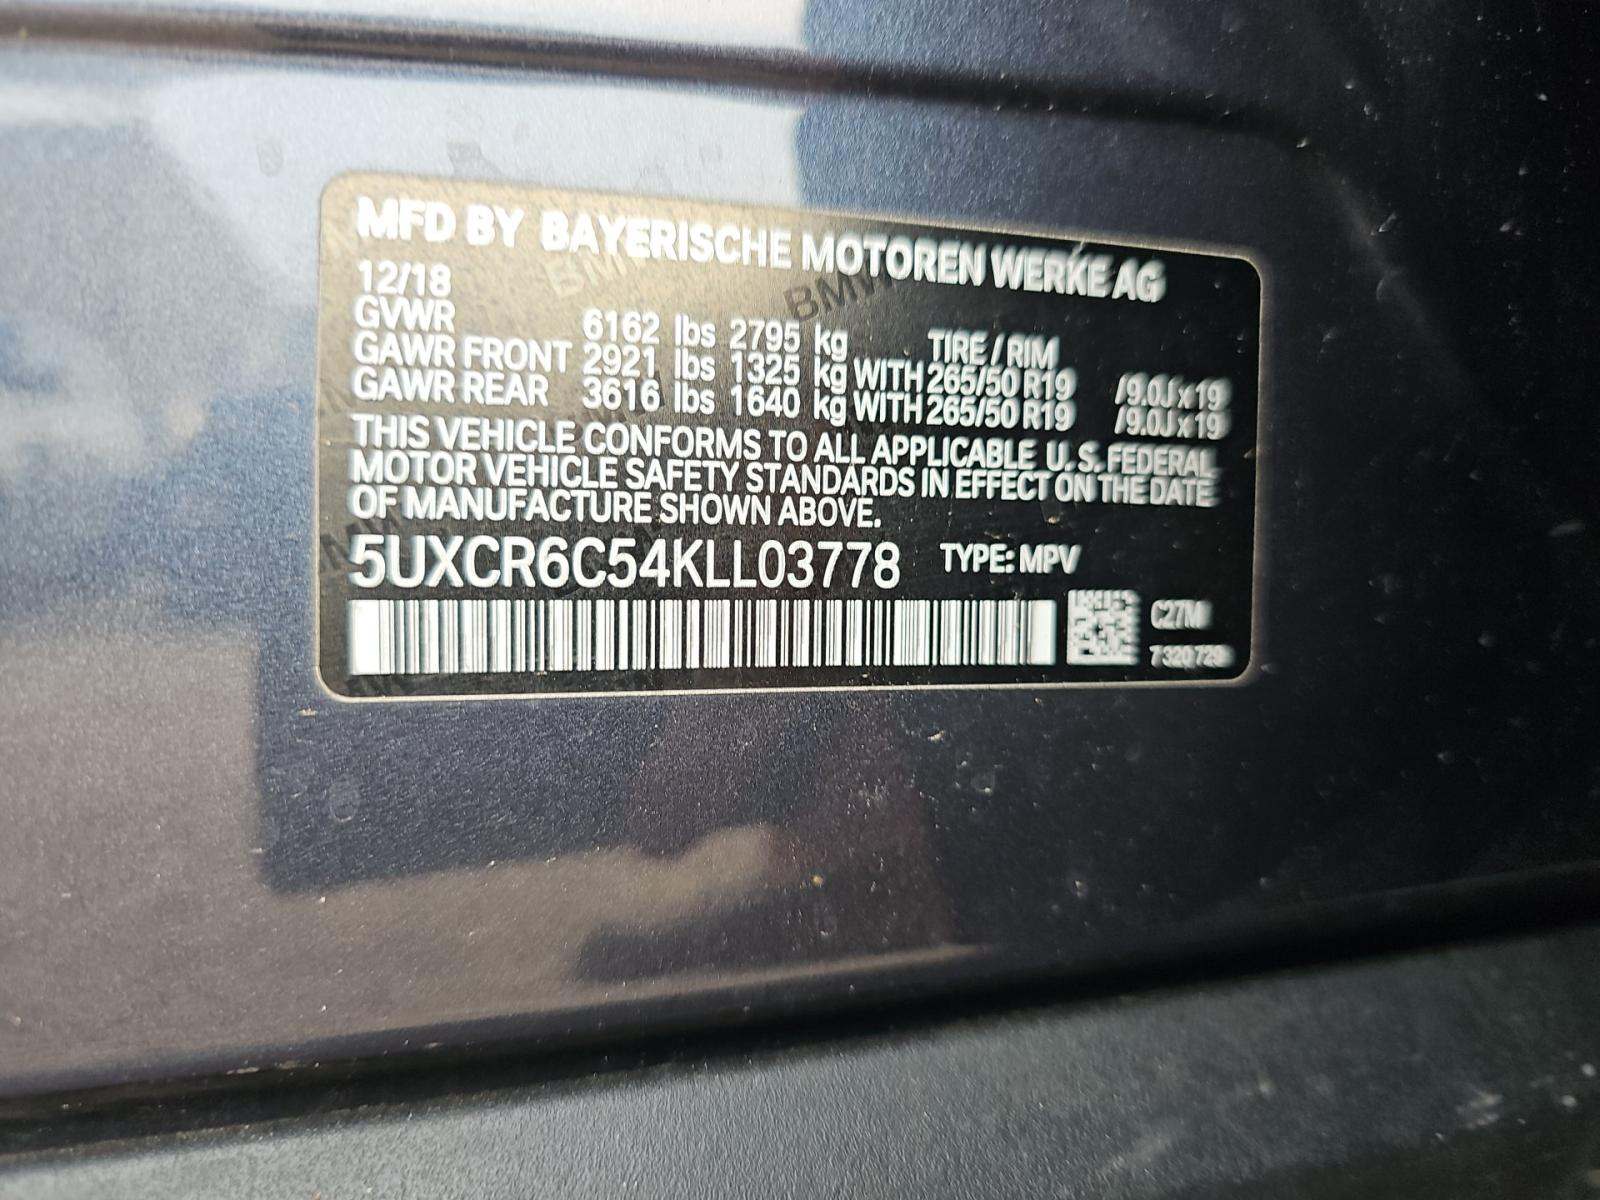 MFD BY BAYERISCHE MOTOREN WERKE AG
12/18
GVWR 6162 lbs 2795 kg TIRE / RIM
GAWR FRONT 2921 lbs 1325 kg WITH 265/50 R19 /9.0J x 19
GAWR REAR 3616 lbs 1640 kg WITH 265/50 R19 /9.0J x 19
THIS VEHICLE CONFORMS TO ALL APPLICABLE U.S. FEDERAL
MOTOR VEHICLE SAFETY STANDARDS IN EFFECT ON THE DATE
OF MANUFACTURE SHOWN ABOVE.
5UXCR6C54KLL03778 TYPE: MPV